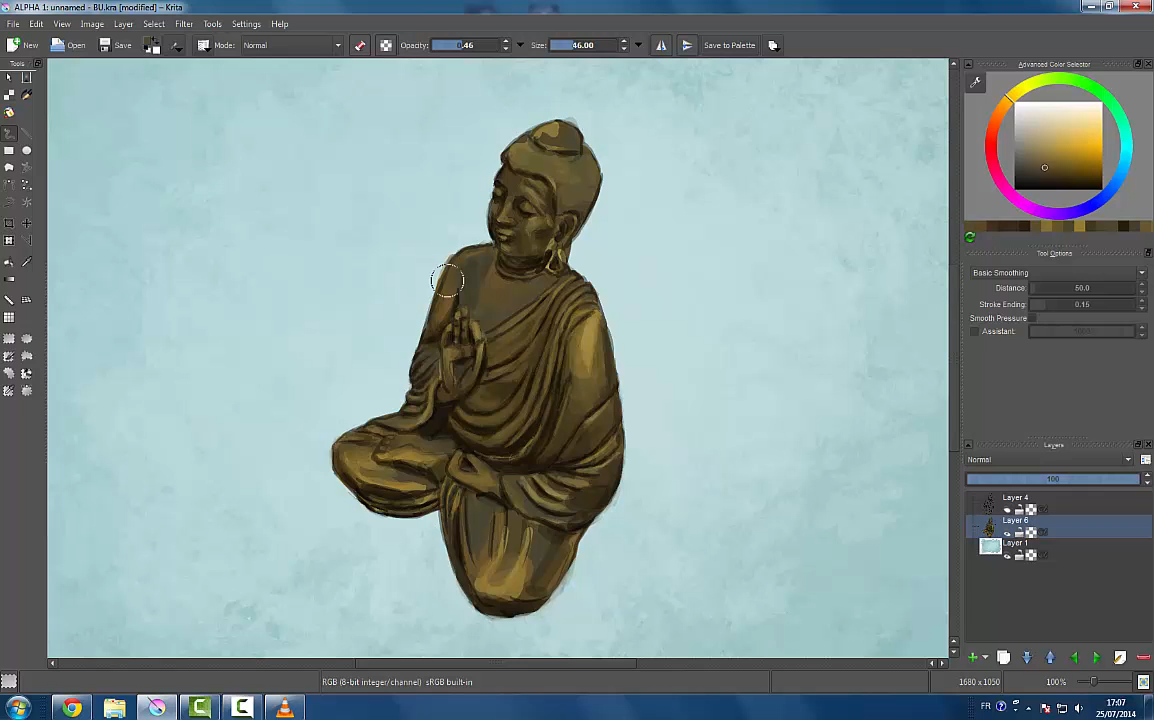 ALPHA 1: unnamed - BU.kra [modified] - Krita
File Edit View Image Layer Select Filter Tools Settings Help
New Open Save Mode: Normal Opacity: 0.46 Size: 46.00 Save to Palette
Tools
Advanced Color Selector
Tool Options
Basic Smoothing
Distance: 50.0
Stroke Ending: 0.15
Smooth Pressure
Assistant:
Layers
Normal
100
Layer 4
Layer 6
Layer 1
RGB (8-bit integer/channel) sRGB built-in 1680 x 1050 100%
FR 17:07
25/07/2014